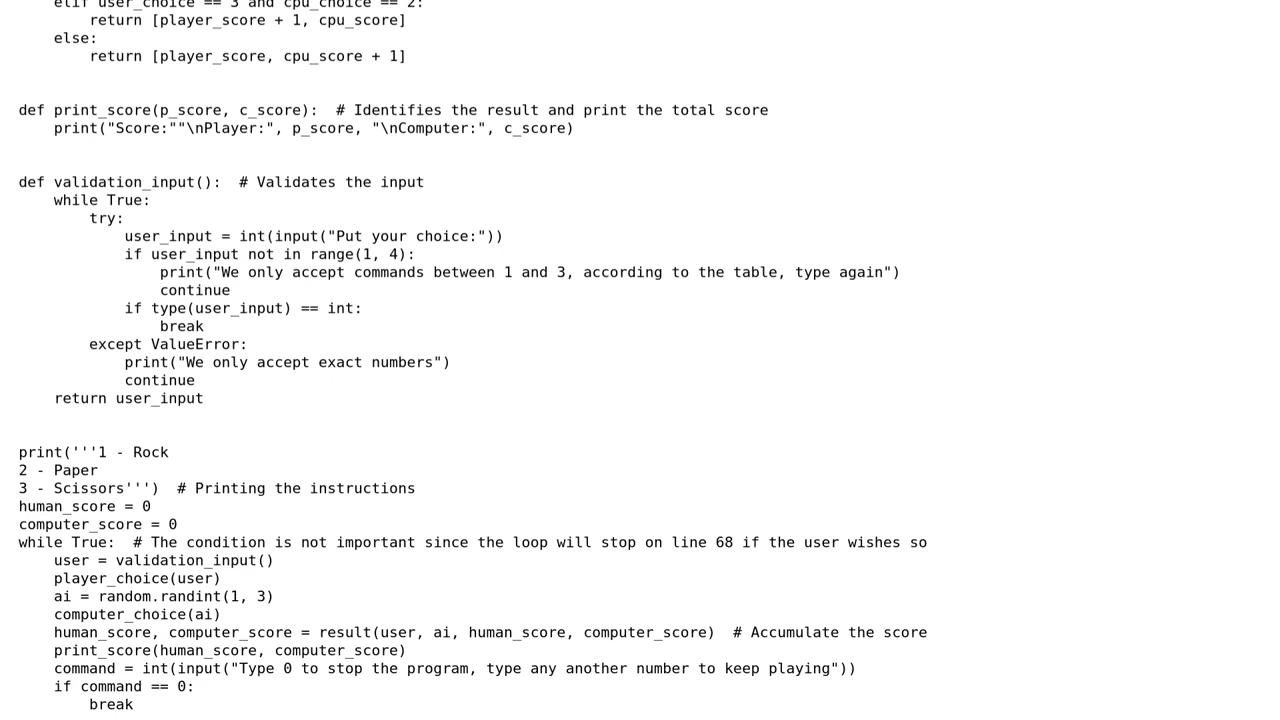 elif user_choice == 3 and cpu_choice == 2:
        return [player_score + 1, cpu_score]
    else:
        return [player_score, cpu_score + 1]


def print_score(p_score, c_score):  # Identifies the result and print the total score
    print("Score:""\nPlayer:", p_score, "\nComputer:", c_score)


def validation_input():  # Validates the input
    while True:
        try:
            user_input = int(input("Put your choice:"))
            if user_input not in range(1, 4):
                print("We only accept commands between 1 and 3, according to the table, type again")
                continue
            if type(user_input) == int:
                break
        except ValueError:
            print("We only accept exact numbers")
            continue
    return user_input


print('''1 - Rock
2 - Paper
3 - Scissors''')  # Printing the instructions
human_score = 0
computer_score = 0
while True:  # The condition is not important since the loop will stop on line 68 if the user wishes so
    user = validation_input()
    player_choice(user)
    ai = random.randint(1, 3)
    computer_choice(ai)
    human_score, computer_score = result(user, ai, human_score, computer_score)  # Accumulate the score
    print_score(human_score, computer_score)
    command = int(input("Type 0 to stop the program, type any another number to keep playing"))
    if command == 0:
        break